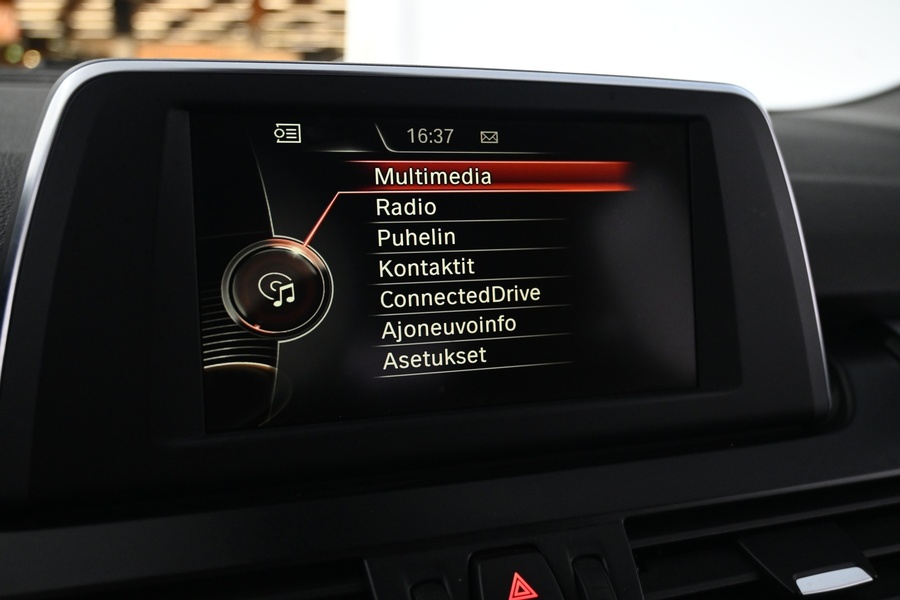 16:37
Multimedia
Radio
Puhelin
Kontaktit
ConnectedDrive
Ajoneuvoinfo
Asetukset